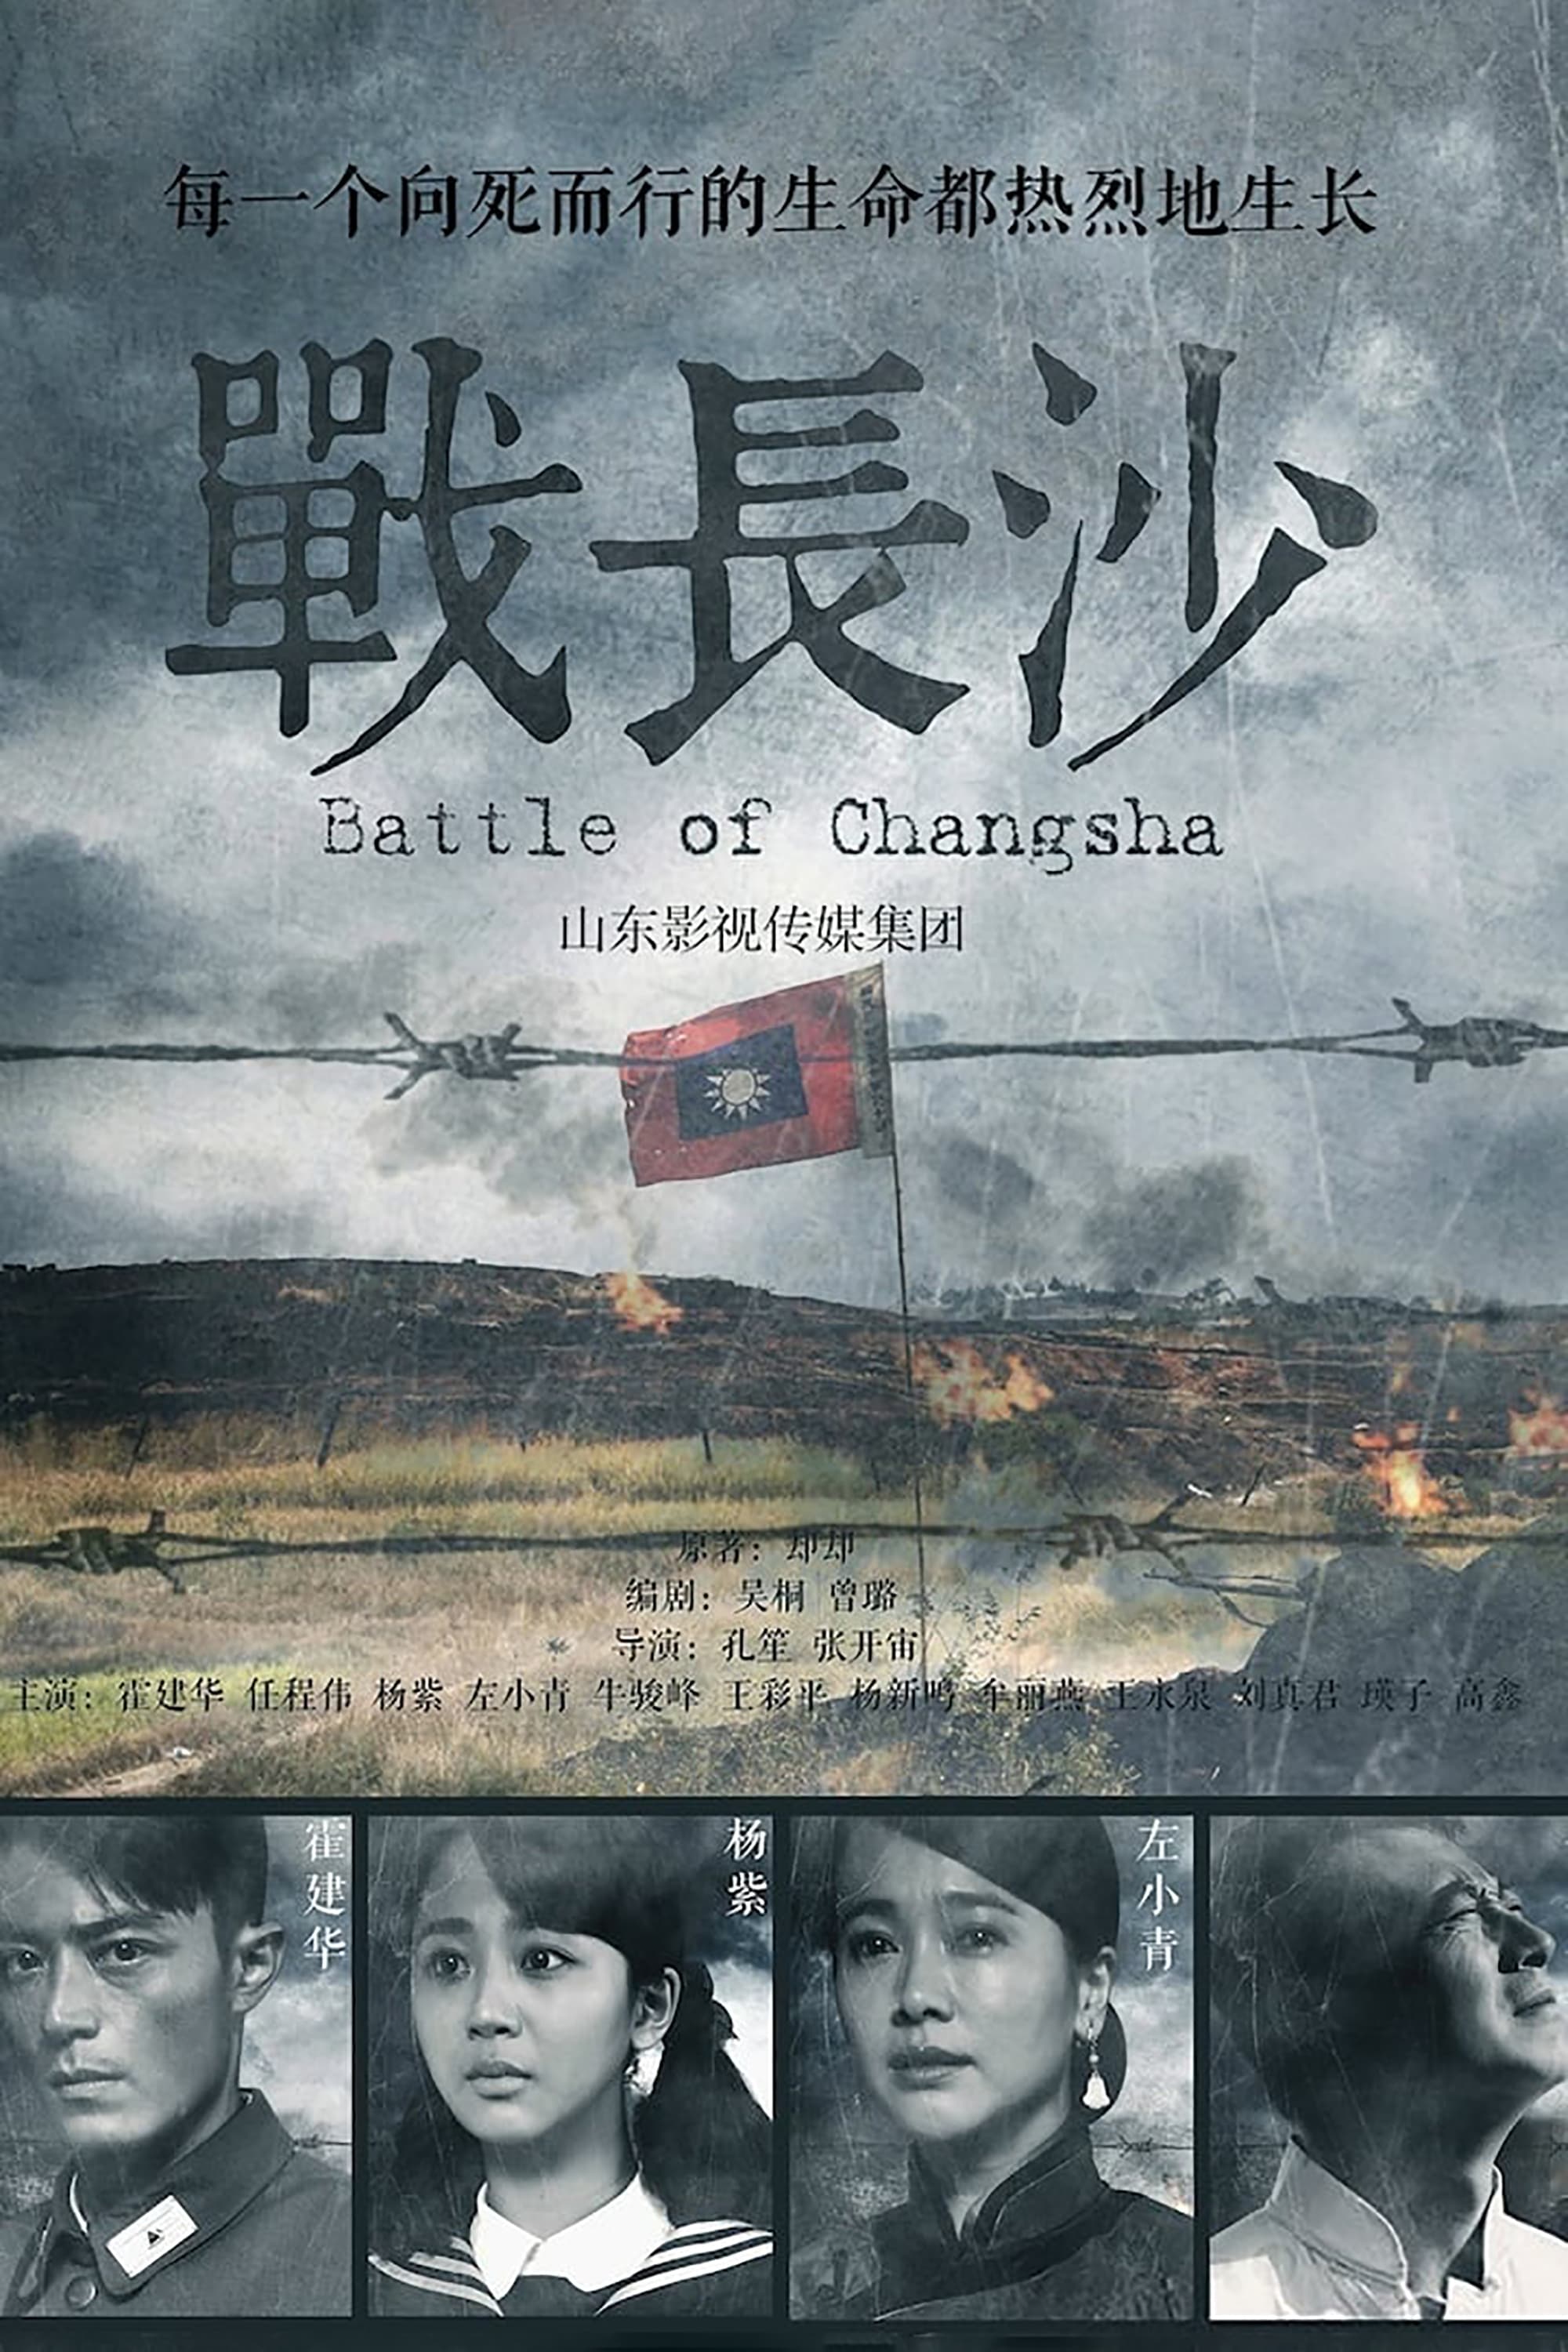 每一个向死而行的生命都热烈地生长
戰長沙
Battle of Changsha
山东影视传媒集团
原著：却却
编剧：吴桐 曾璐
导演：孔笙 张开宙
主演：霍建华 任程伟 杨紫 左小青 牛骏峰 王彩平 杨新鸣 牟丽燕 王永泉 刘真君 瑛子 高鑫
霍建华
杨紫
左小青